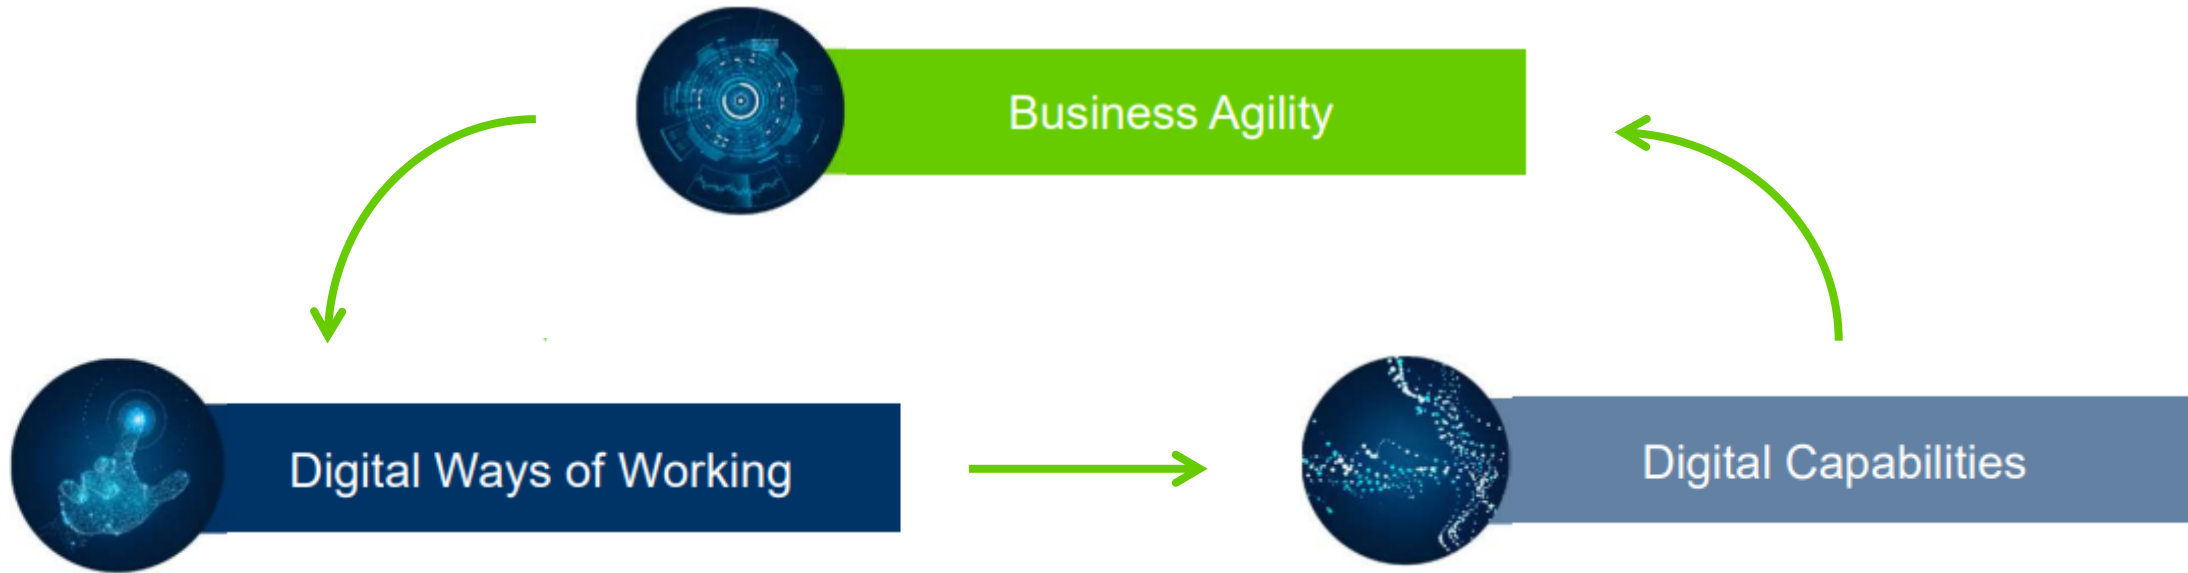 Business Agility
Digital Ways of Working
Digital Capabilities